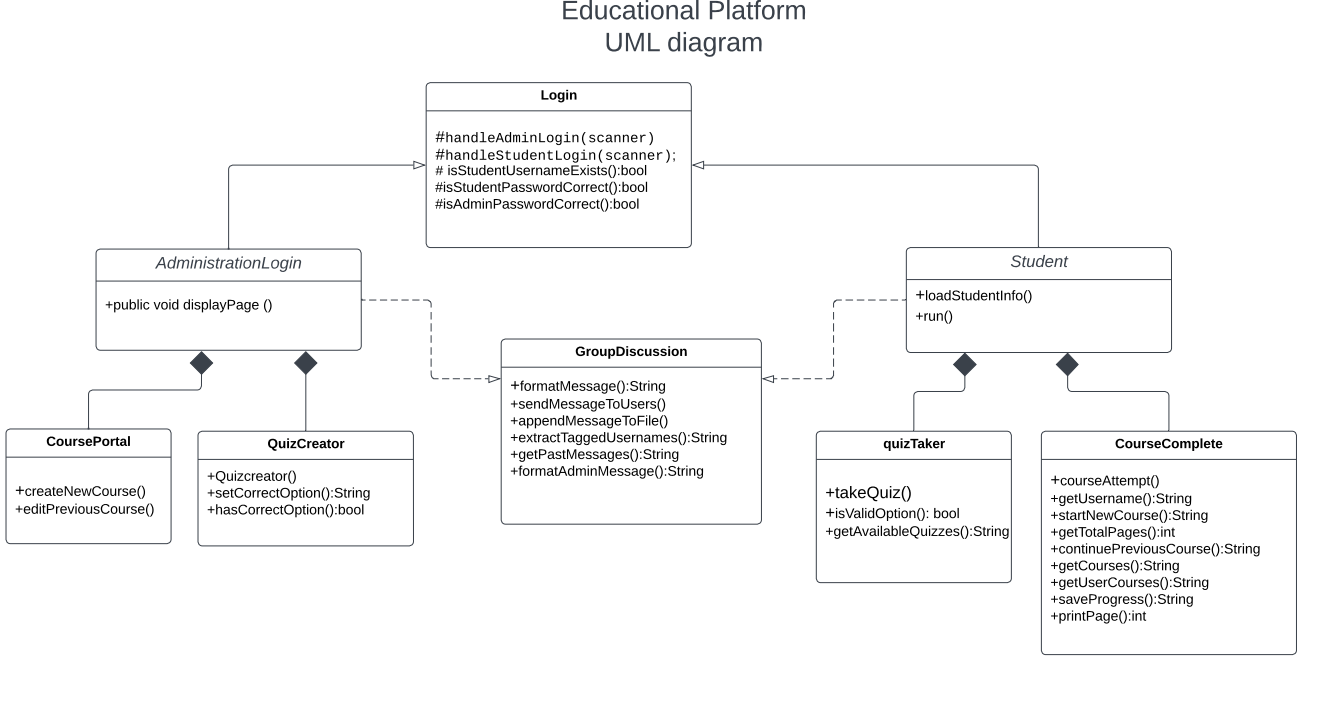 Educational Platform
UML diagram
Login
#handleAdminLogin(scanner)
#handleStudentLogin(scanner);
# isStudentUsernameExists():bool
#isStudentPasswordCorrect():bool
#isAdminPasswordCorrect():bool
AdministrationLogin
+public void displayPage ()
Student
+loadStudentInfo()
+run()
GroupDiscussion
+formatMessage():String
+sendMessageToUsers()
+appendMessageToFile()
+extractTaggedUsernames():String
+getPastMessages():String
+formatAdminMessage():String
CoursePortal
+createNewCourse()
+editPreviousCourse()
QuizCreator
+Quizcreator()
+setCorrectOption():String
+hasCorrectOption():bool
quizTaker
+takeQuiz()
+isValidOption(): bool
+getAvailableQuizzes():String
CourseComplete
+courseAttempt()
+getUsername():String
+startNewCourse():String
+getTotalPages():int
+continuePreviousCourse():String
+getCourses():String
+getUserCourses():String
+saveProgress():String
+printPage():int